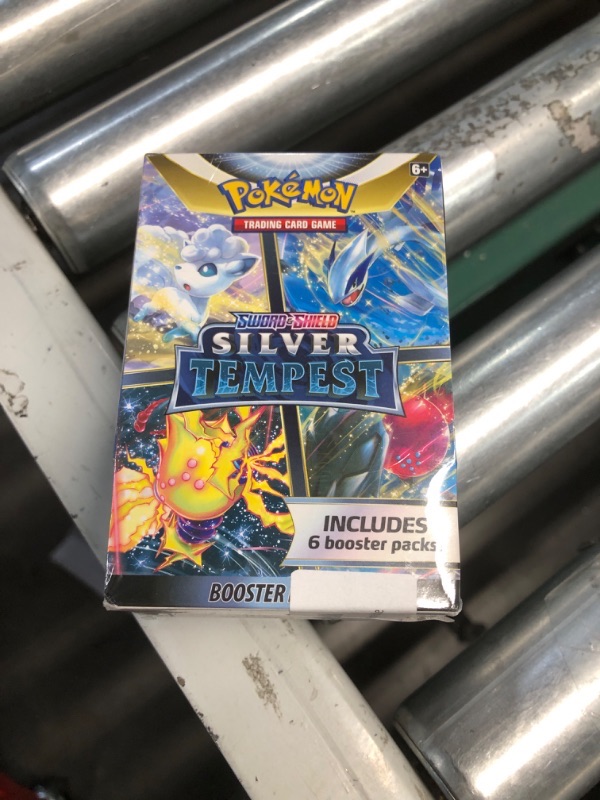 6+
POKéMON
TRADING CARD GAME
SWORD & SHIELD
SILVER
TEMPEST
INCLUDES
6 booster packs
BOOSTER